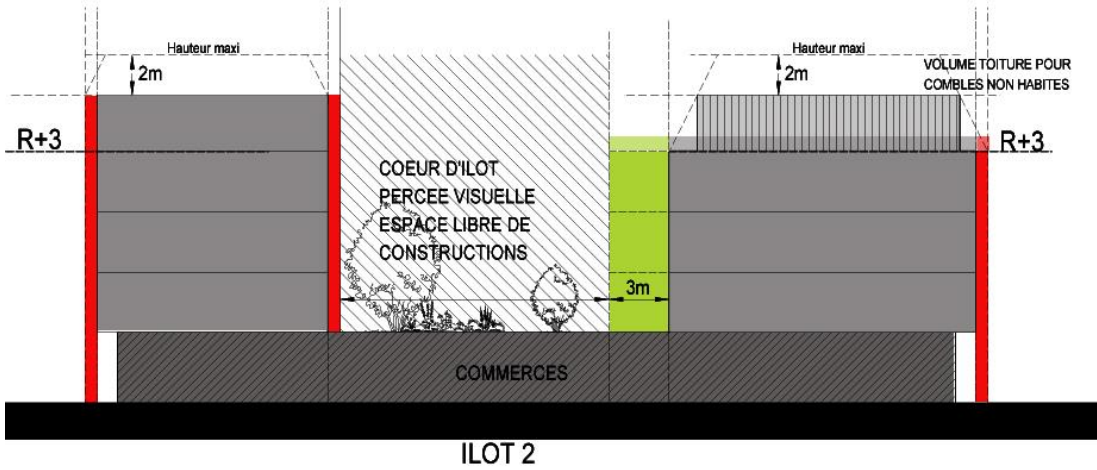 Hauteur maxi
2m
Hauteur maxi
2m
VOLUME TOITURE POUR
COMBLES NON HABITES
R+3
R+3
COEUR D'ILOT
PERCEE VISUELLE
ESPACE LIBRE DE
CONSTRUCTIONS
3m
COMMERCES
ILOT 2